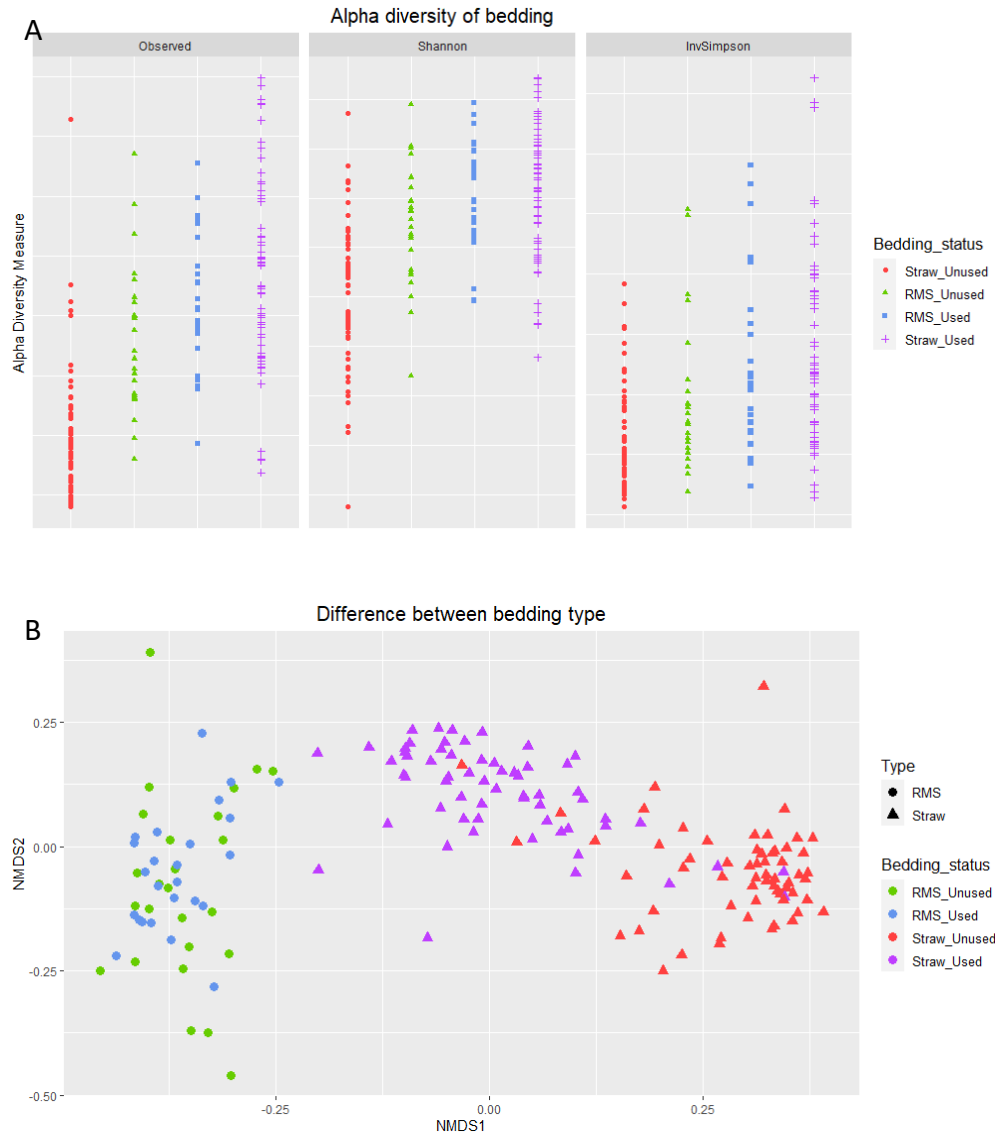 A
Alpha diversity of bedding
Observed
Shannon
InvSimpson
Alpha Diversity Measure
Bedding_status
Straw_Unused
RMS_Unused
RMS_Used
Straw_Used
B
Difference between bedding type
NMDS2
0.25
0.00
-0.25
-0.50
-0.25
0.00
0.25
NMDS1
Type
RMS
Straw
Bedding_status
RMS_Unused
RMS_Used
Straw_Unused
Straw_Used